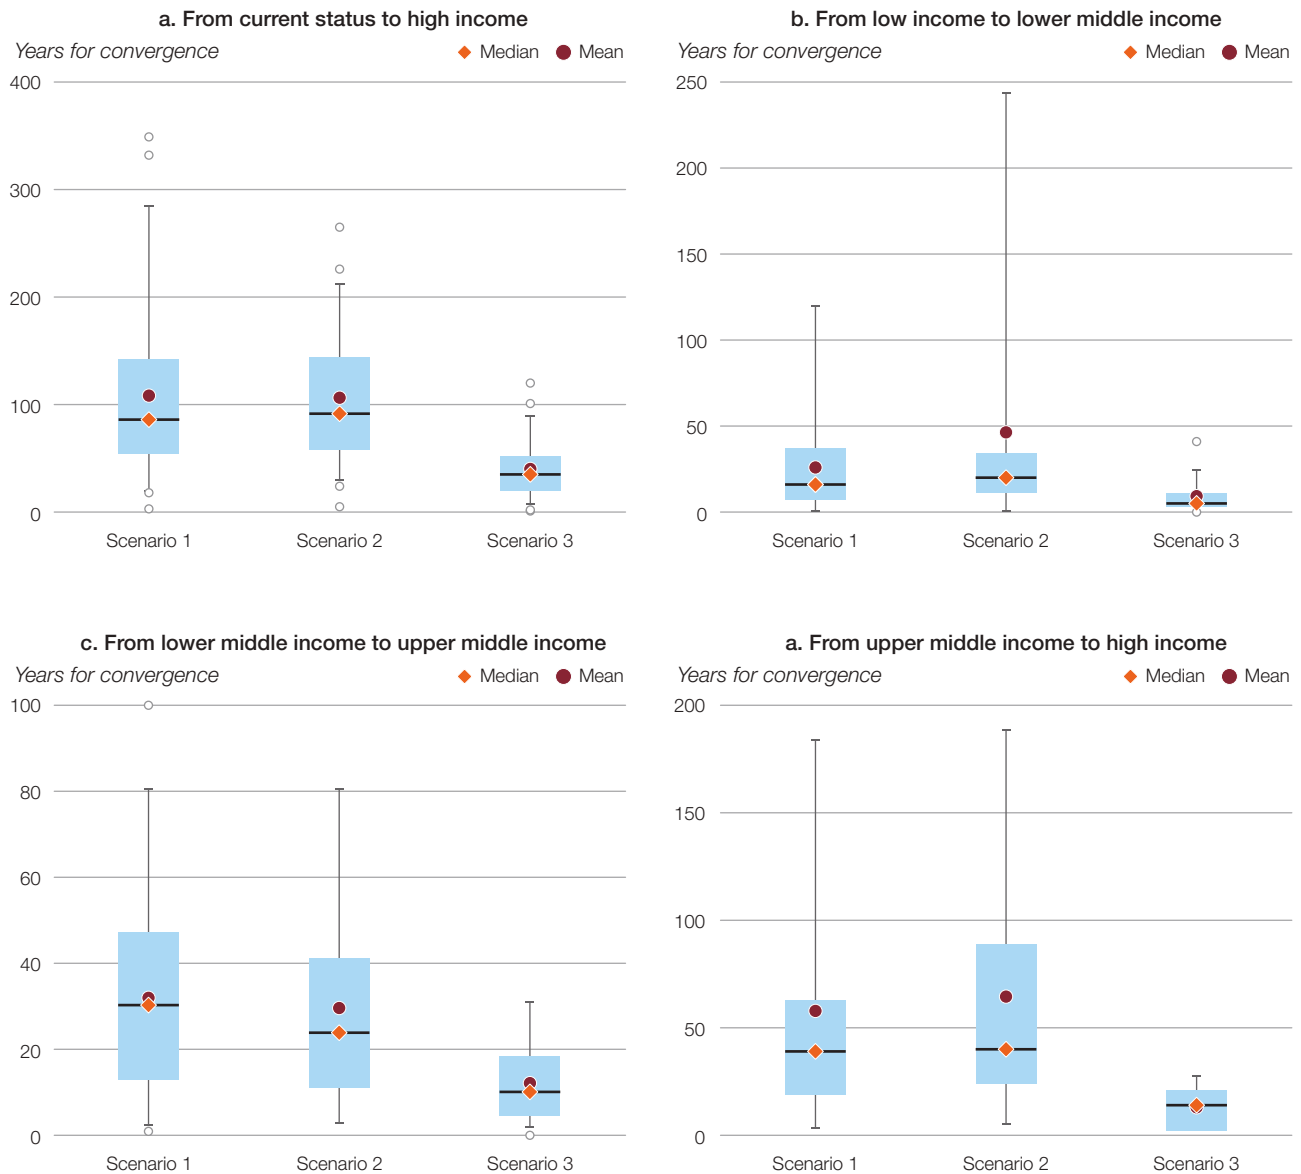 a. From current status to high income
Years for convergence
Median Mean
400
300
200
100
0
Scenario 1 Scenario 2 Scenario 3
b. From low income to lower middle income
Years for convergence
Median Mean
250
200
150
100
50
0
Scenario 1 Scenario 2 Scenario 3
c. From lower middle income to upper middle income
Years for convergence
Median Mean
100
80
60
40
20
0
Scenario 1 Scenario 2 Scenario 3
a. From upper middle income to high income
Years for convergence
Median Mean
200
150
100
50
0
Scenario 1 Scenario 2 Scenario 3